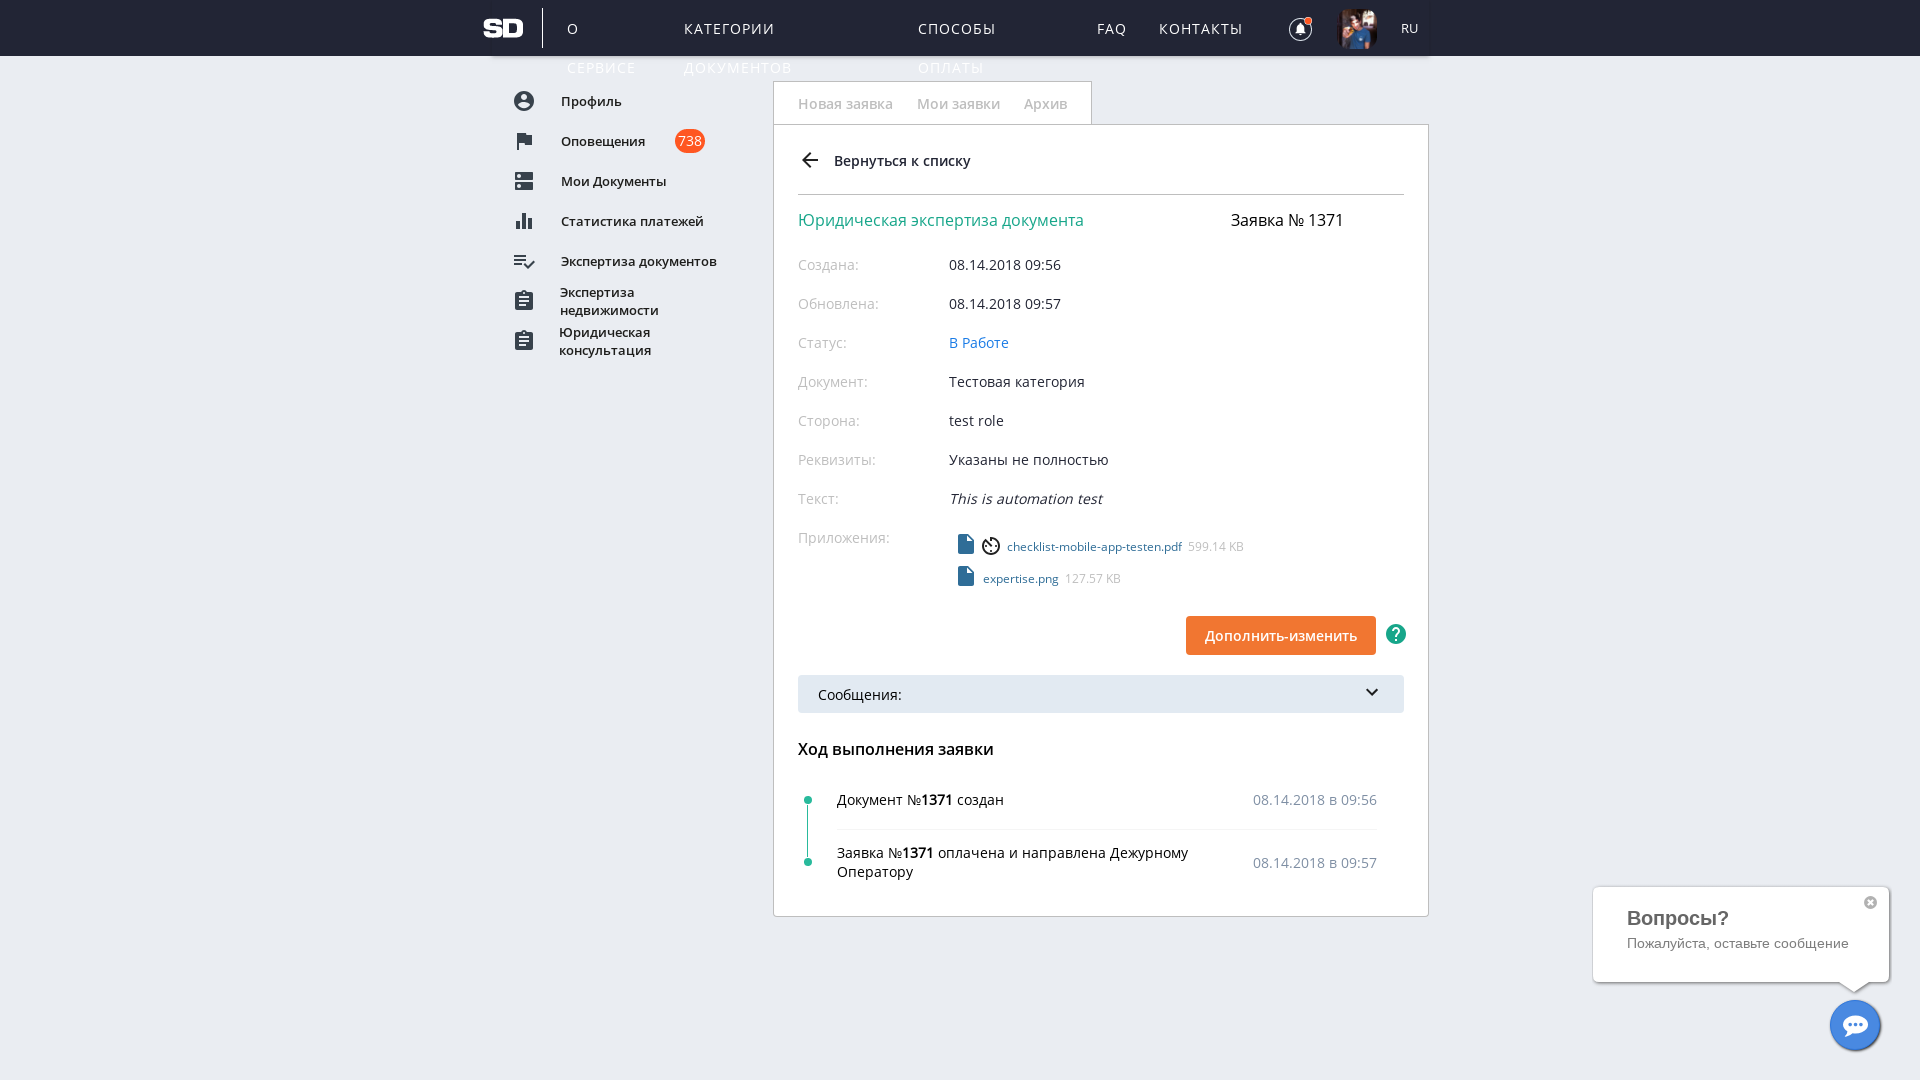 SD
О СЕРВИСЕ
КАТЕГОРИИ ДОКУМЕНТОВ
СПОСОБЫ ОПЛАТЫ
FAQ
КОНТАКТЫ
RU
Профиль
Оповещения 738
Мои Документы
Статистика платежей
Экспертиза документов
Экспертиза
недвижимости
Юридическая
консультация
Новая заявка Мои заявки Архив
Вернуться к списку
Юридическая экспертиза документа Заявка № 1371
Создана: 08.14.2018 09:56
Обновлена: 08.14.2018 09:57
Статус: В Работе
Документ: Тестовая категория
Сторона: test role
Реквизиты: Указаны не полностью
Текст: This is automation test
Приложения: checklist-mobile-app-testen.pdf 599.14 KB
expertise.png 127.57 KB
Дополнить-изменить
Сообщения:
Ход выполнения заявки
Документ №1371 создан 08.14.2018 в 09:56
Заявка №1371 оплачена и направлена Дежурному
Оператору
08.14.2018 в 09:57
Вопросы?
Пожалуйста, оставьте сообщение